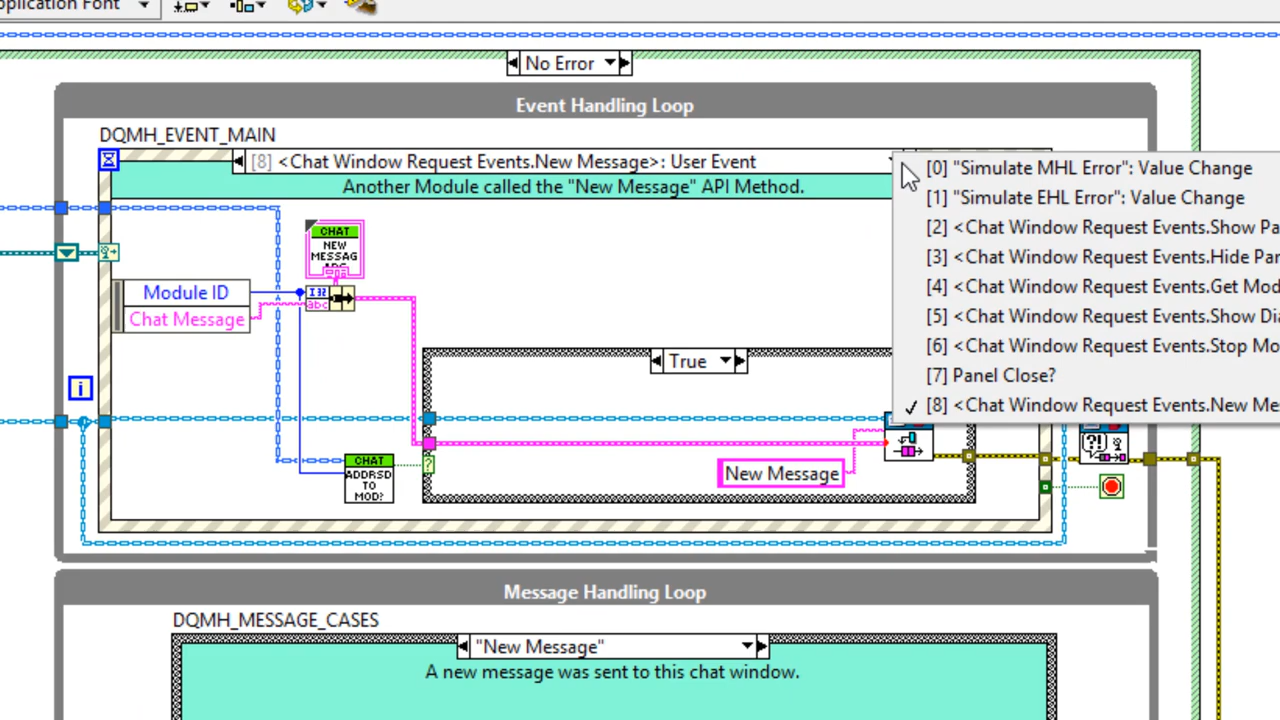 plication Font
No Error
Event Handling Loop
DQMH_EVENT_MAIN
[8] <Chat Window Request Events.New Message>: User Event
Another Module called the "New Message" API Method.
[0] "Simulate MHL Error": Value Change
[1] "Simulate EHL Error": Value Change
[2] <Chat Window Request Events.Show Pa
[3] <Chat Window Request Events.Hide Pan
[4] <Chat Window Request Events.Get Mod
[5] <Chat Window Request Events.Show Dia
[6] <Chat Window Request Events.Stop Mo
[7] Panel Close?
[8] <Chat Window Request Events.New Mes
CHAT
NEW
MESSAG
Module ID
I32
Chat Message
abc
True
i
CHAT
ADDRSD
TO
MOD?
?
New Message
?!
Message Handling Loop
DQMH_MESSAGE_CASES
"New Message"
A new message was sent to this chat window.